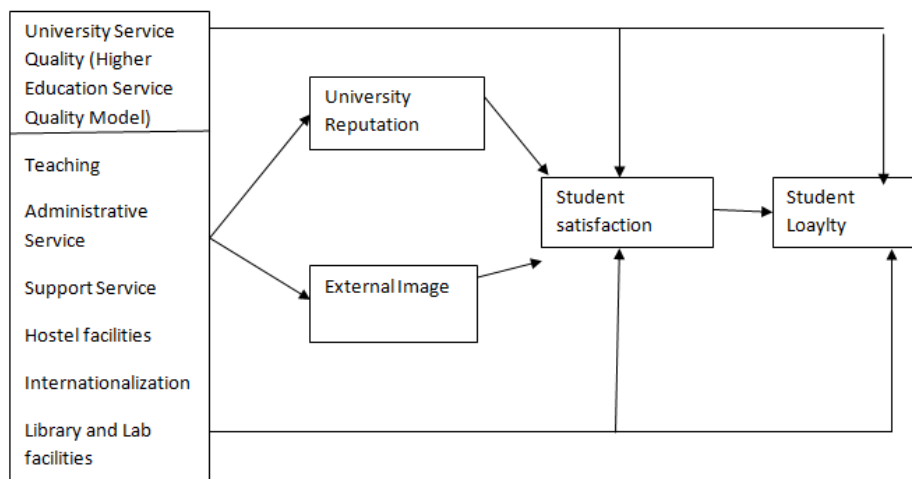 University Service
Quality (Higher
Education Service
Quality Model)
Teaching
Administrative
Service
Support Service
Hostel facilities
Internationalization
Library and Lab
facilities
University
Reputation
External Image
Student
satisfaction
Student
Loaylty